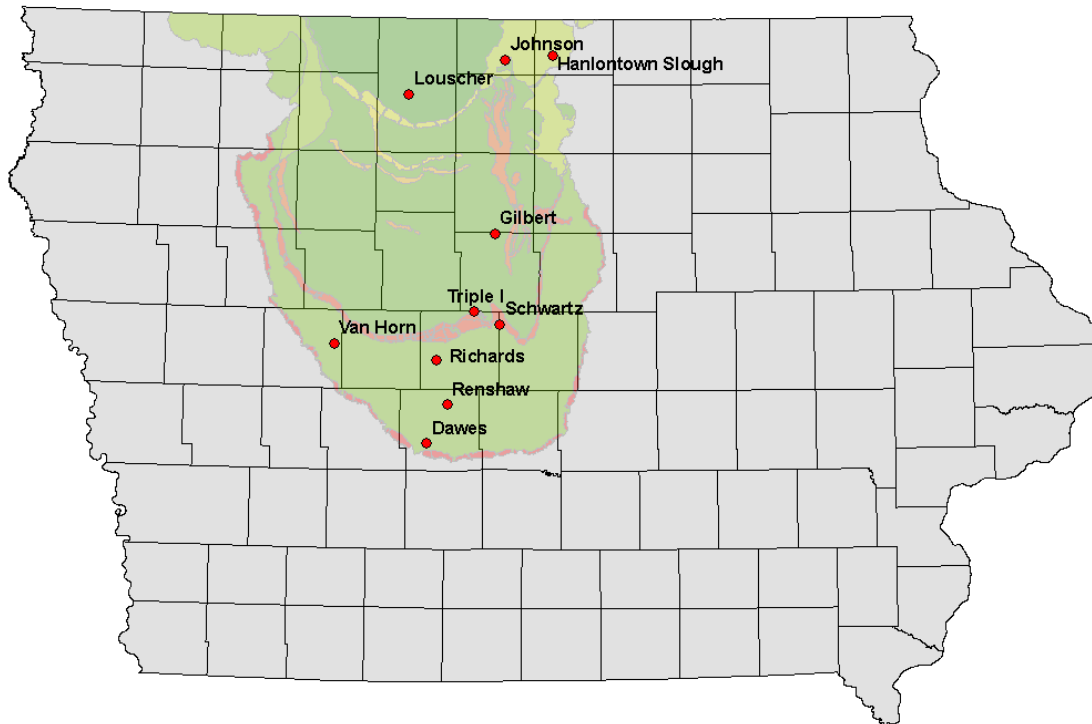 Johnson
Hanlontown Slough
Louscher
Gilbert
Triple I
Schwartz
Van Horn
Richards
Renshaw
Dawes